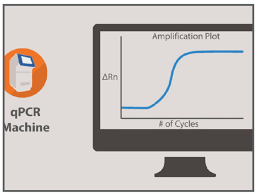 Amplification Plot
ΔRn
# of Cycles
qPCR
Machine